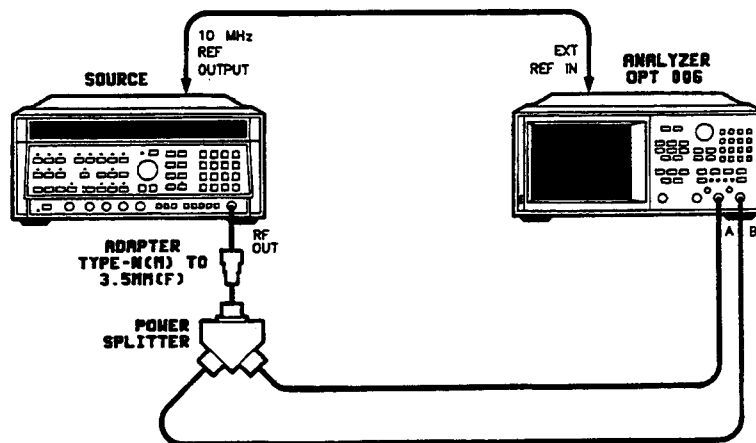 10 MHz
REF
OUTPUT
EXT
REF IN
SOURCE
ANALYZER
OPT 006
RF
OUT
A B
ADAPTER
TYPE-N(M) TO
3.5MM(F)
POWER
SPLITTER